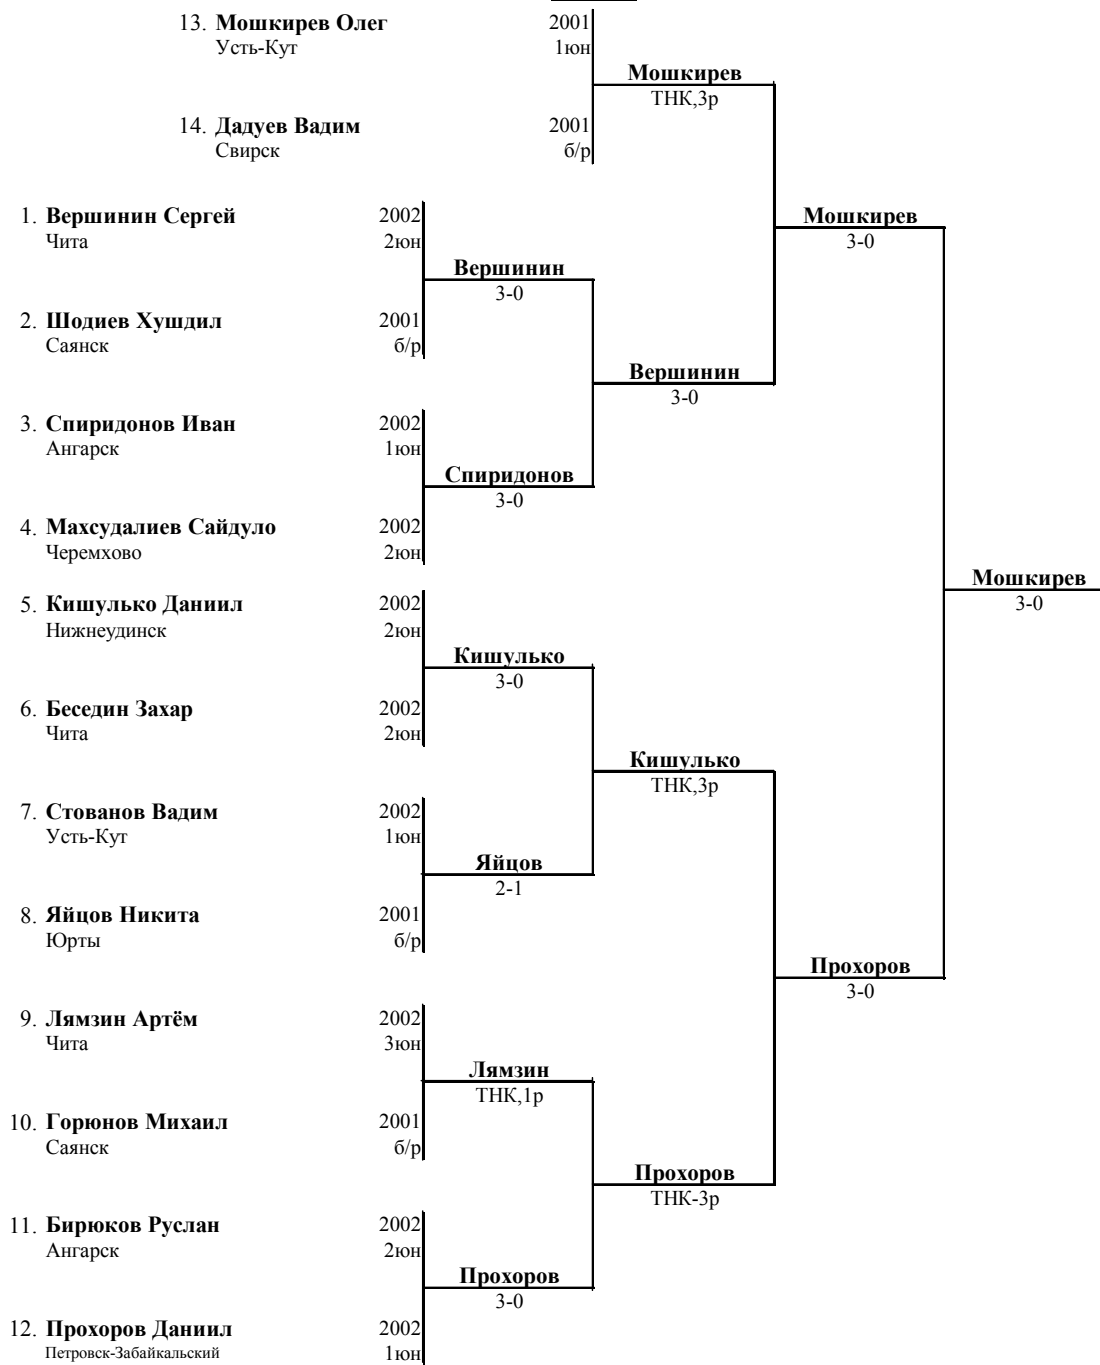 13. Мошкирев Олег 2001
Усть-Кут 1юн
Мошкирев
ТНК,3р
14. Дадуев Вадим 2001
Свирск б/р
1. Вершинин Сергей 2002
Чита 2юн
Мошкирев
3-0
Вершинин
3-0
2. Шодиев Хушдил 2001
Саянск б/р
Вершинин
3-0
3. Спиридонов Иван 2002
Ангарск 1юн
Спиридонов
3-0
4. Махсудалиев Сайдуло 2002
Черемхово 2юн
Мошкирев
3-0
5. Кишулько Даниил 2002
Нижнеудинск 2юн
Кишулько
3-0
6. Беседин Захар 2002
Чита 2юн
Кишулько
ТНК,3р
7. Стованов Вадим 2002
Усть-Кут 1юн
Яйцов
2-1
8. Яйцов Никита 2001
Юрты б/р
Прохоров
3-0
9. Лямзин Артём 2002
Чита 3юн
Лямзин
ТНК,1р
10. Горюнов Михаил 2001
Саянск б/р
Прохоров
ТНК-3р
11. Бирюков Руслан 2002
Ангарск 2юн
Прохоров
3-0
12. Прохоров Даниил 2002
Петровск-Забайкальский 1юн